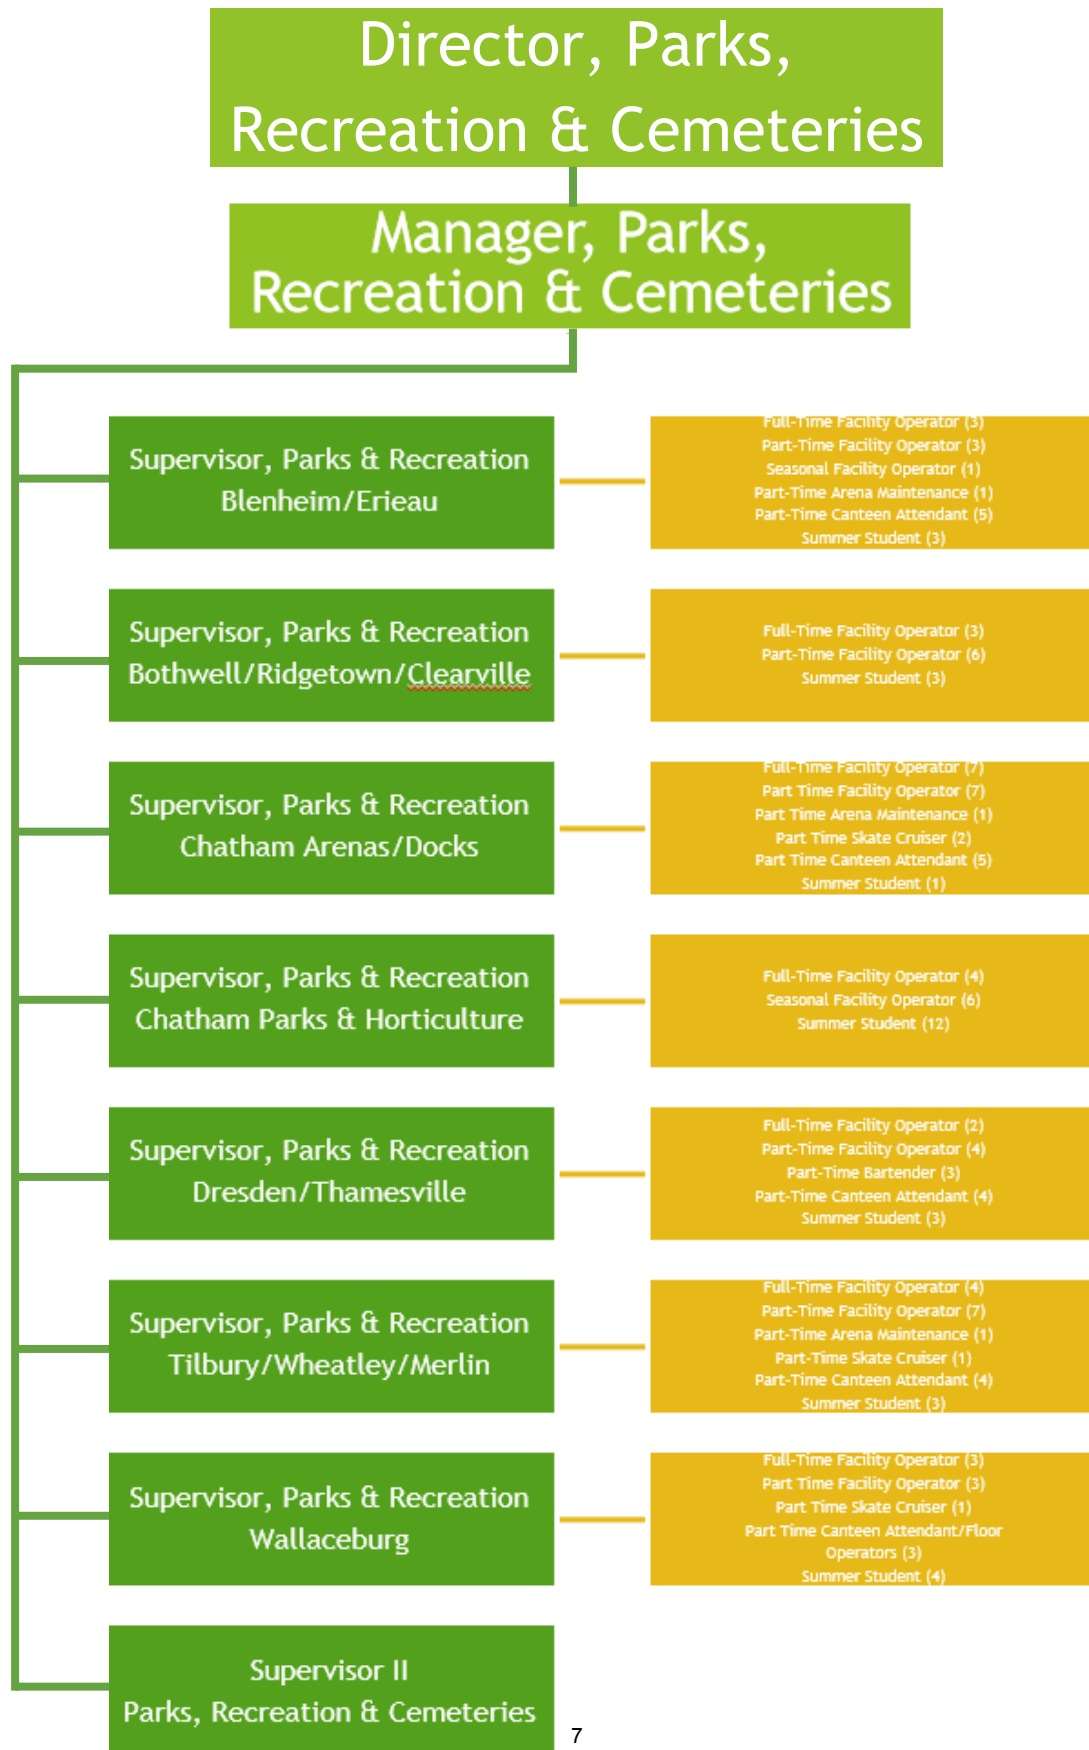 Director, Parks,
Recreation & Cemeteries
Manager, Parks,
Recreation & Cemeteries
Supervisor, Parks & Recreation
Blenheim/Erieau
Full-Time Facility Operator (3)
Part-Time Facility Operator (3)
Seasonal Facility Operator (1)
Part-Time Arena Maintenance (1)
Part-Time Canteen Attendant (5)
Summer Student (3)
Supervisor, Parks & Recreation
Bothwell/Ridgetown/Clearville
Full-Time Facility Operator (3)
Part-Time Facility Operator (6)
Summer Student (3)
Supervisor, Parks & Recreation
Chatham Arenas/Docks
Full-Time Facility Operator (7)
Part Time Facility Operator (7)
Part Time Arena Maintenance (1)
Part Time Skate Cruiser (2)
Part Time Canteen Attendant (5)
Summer Student (1)
Supervisor, Parks & Recreation
Chatham Parks & Horticulture
Full-Time Facility Operator (4)
Seasonal Facility Operator (6)
Summer Student (12)
Supervisor, Parks & Recreation
Dresden/Thamesville
Full-Time Facility Operator (2)
Part-Time Facility Operator (4)
Part-Time Bartender (3)
Part-Time Canteen Attendant (4)
Summer Student (3)
Supervisor, Parks & Recreation
Tilbury/Wheatley/Merlin
Full-Time Facility Operator (4)
Part-Time Facility Operator (7)
Part-Time Arena Maintenance (1)
Part-Time Skate Cruiser (1)
Part-Time Canteen Attendant (4)
Summer Student (3)
Supervisor, Parks & Recreation
Wallaceburg
Full-Time Facility Operator (3)
Part Time Facility Operator (3)
Part Time Skate Cruiser (1)
Part Time Canteen Attendant/Floor
Operators (3)
Summer Student (4)
Supervisor II
Parks, Recreation & Cemeteries
7